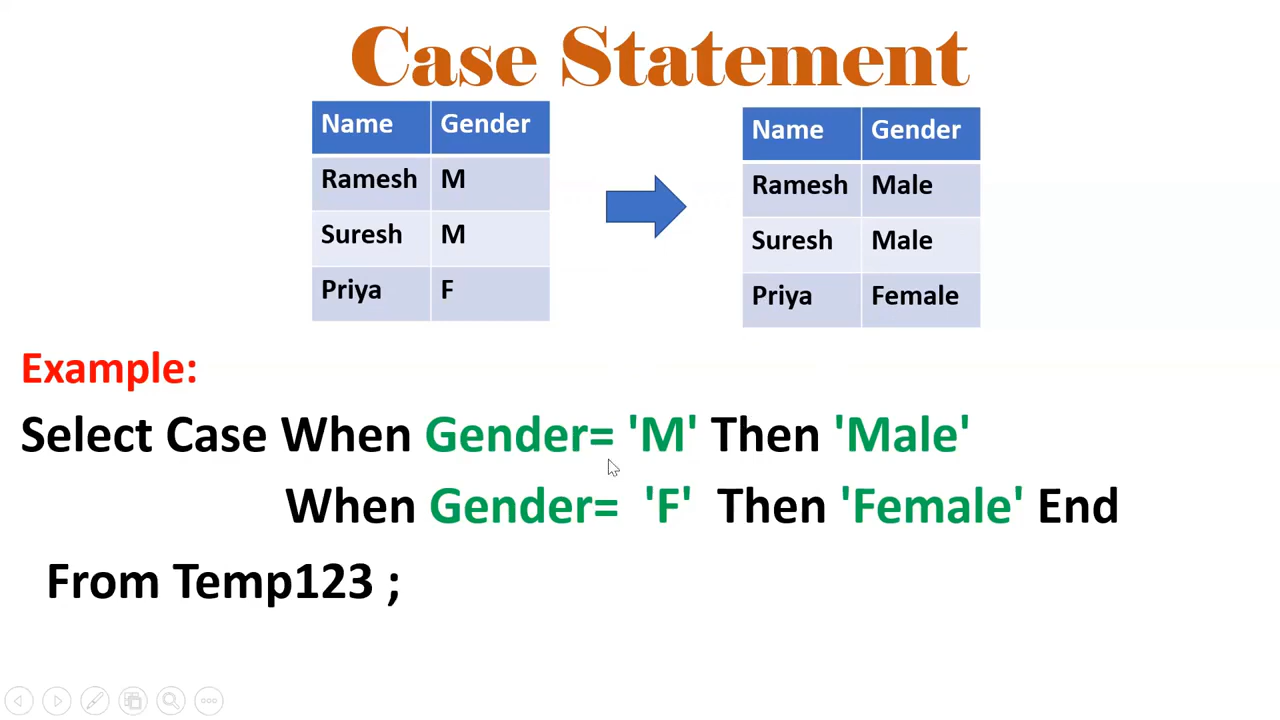 Case Statement
Name Gender
Ramesh M
Suresh M
Priya F
Name Gender
Ramesh Male
Suresh Male
Priya Female
Example:
Select Case When Gender= 'M' Then 'Male'
When Gender= 'F' Then 'Female' End
From Temp123 ;